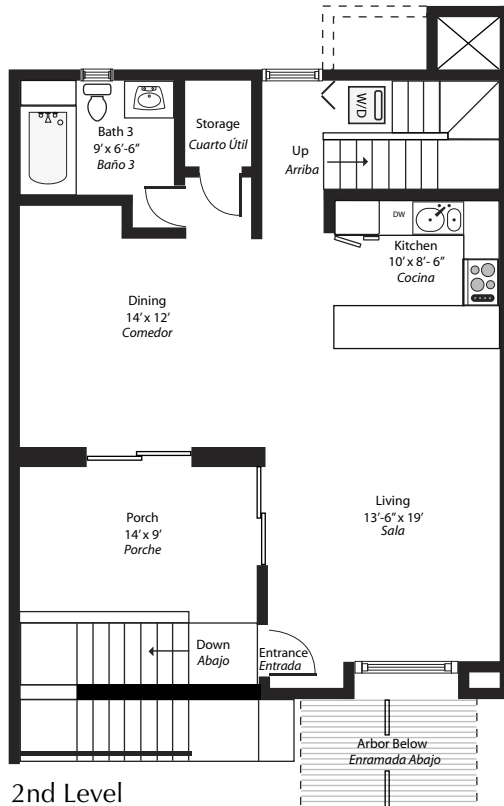 W/D
Bath 3
9’ x 6’-6”
Baño 3
Storage
Cuarto Útil
Up
Arriba
DW
Kitchen
10’ x 8’- 6”
Cocina
Dining
14’ x 12’
Comedor
Living
13’-6” x 19’
Sala
Porch
14’ x 9’
Porche
Down
Abajo
Entrance
Entrada
Arbor Below
Enramada Abajo
2nd Level